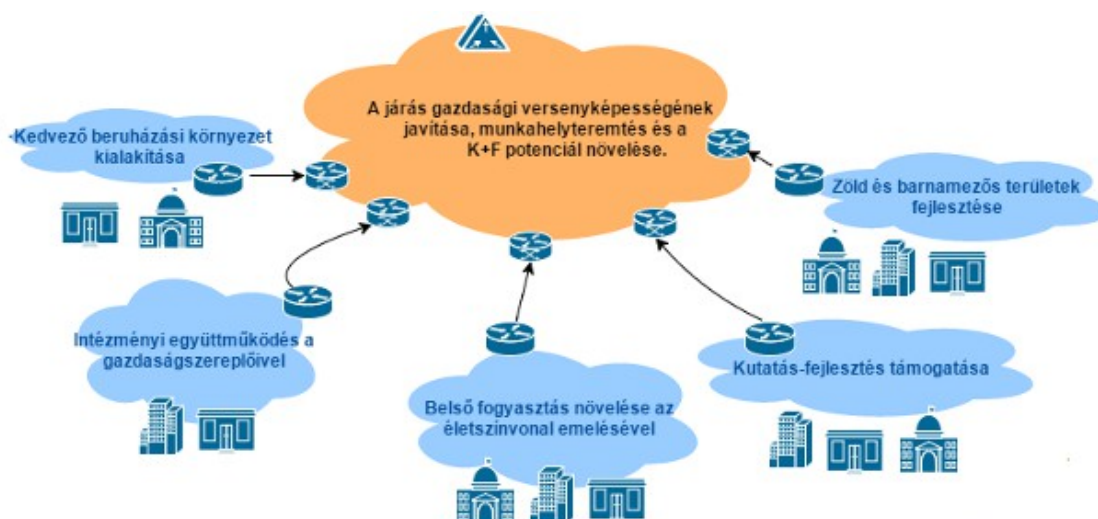 A járás gazdasági versenyképességének
javítása, munkahelyteremtés és a
K+F potenciál növelése.
·Kedvező beruházási környezet
kialakítása
Zöld és barnamezős területek
fejlesztése
Intézményi együttműködés a
gazdaságszereplőivel
Kutatás-fejlesztés támogatása
Belső fogyasztás növelése az
életszínvonal emelésével